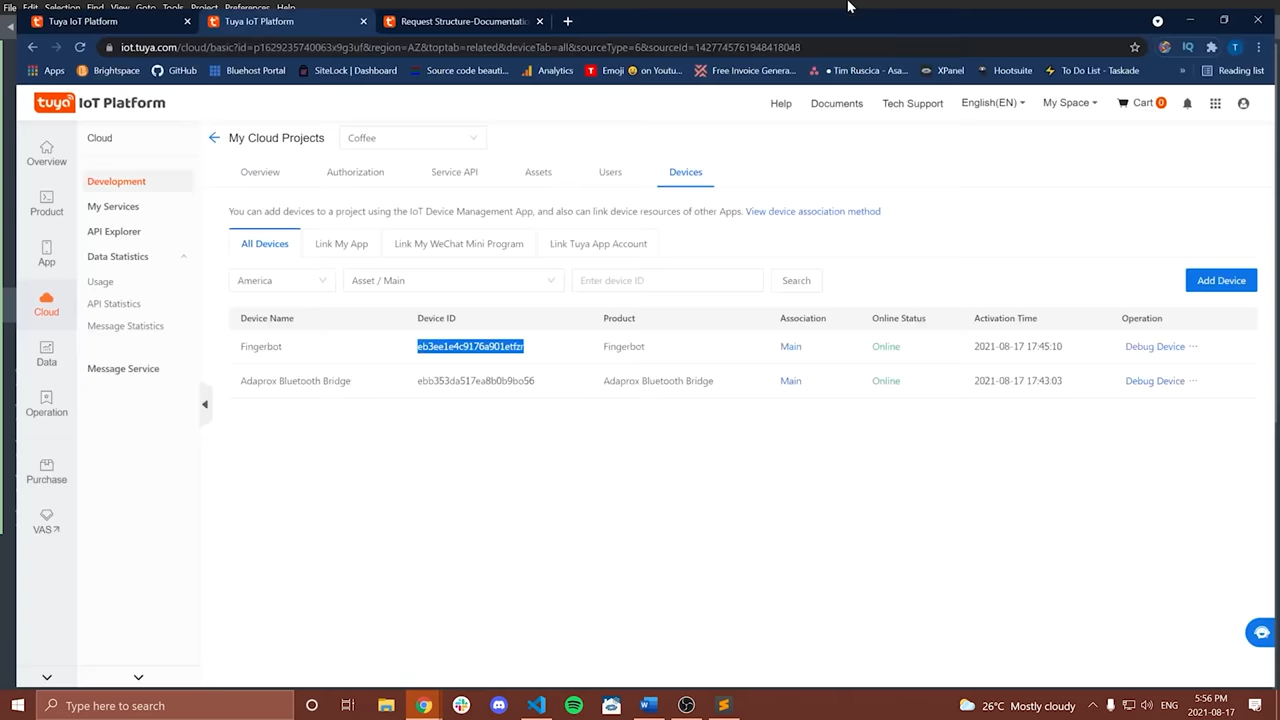 File Edit Selection Find View Goto Tools Project Preferences Help
Tuya IoT Platform
Tuya IoT Platform
Request Structure-Documentatio
iot.tuya.com/cloud/basic?id=p1629235740063x9g3uf&region=AZ&toptab=related&deviceTab=all&sourceType=6&sourceId=1427745761948418048
Apps Brightspace GitHub Bluehost Portal SiteLock | Dashboard Source code beauti... Analytics Emoji 😊 on Youtu... Free Invoice Genera... ● Tim Ruscica - Asa... XPanel Hootsuite To Do List - Taskade » Reading list
tuya IoT Platform
Help Documents Tech Support English(EN) My Space Cart 0
Overview
Product
App
Cloud
Data
Operation
Purchase
VAS
Cloud
Development
My Services
API Explorer
Data Statistics
Usage
API Statistics
Message Statistics
Message Service
My Cloud Projects Coffee
Overview Authorization Service API Assets Users Devices
You can add devices to a project using the IoT Device Management App, and also can link device resources of other Apps. View device association method
All Devices Link My App Link My WeChat Mini Program Link Tuya App Account
America Asset / Main Enter device ID Search Add Device
Device Name Device ID Product Association Online Status Activation Time Operation
Fingerbot eb3ee1e4c9176a901etfzr Fingerbot Main Online 2021-08-17 17:45:10 Debug Device ···
Adaprox Bluetooth Bridge ebb353da517ea8b0b9bo56 Adaprox Bluetooth Bridge Main Online 2021-08-17 17:43:03 Debug Device ···
Type here to search
26°C Mostly cloudy
5:56 PM
2021-08-17